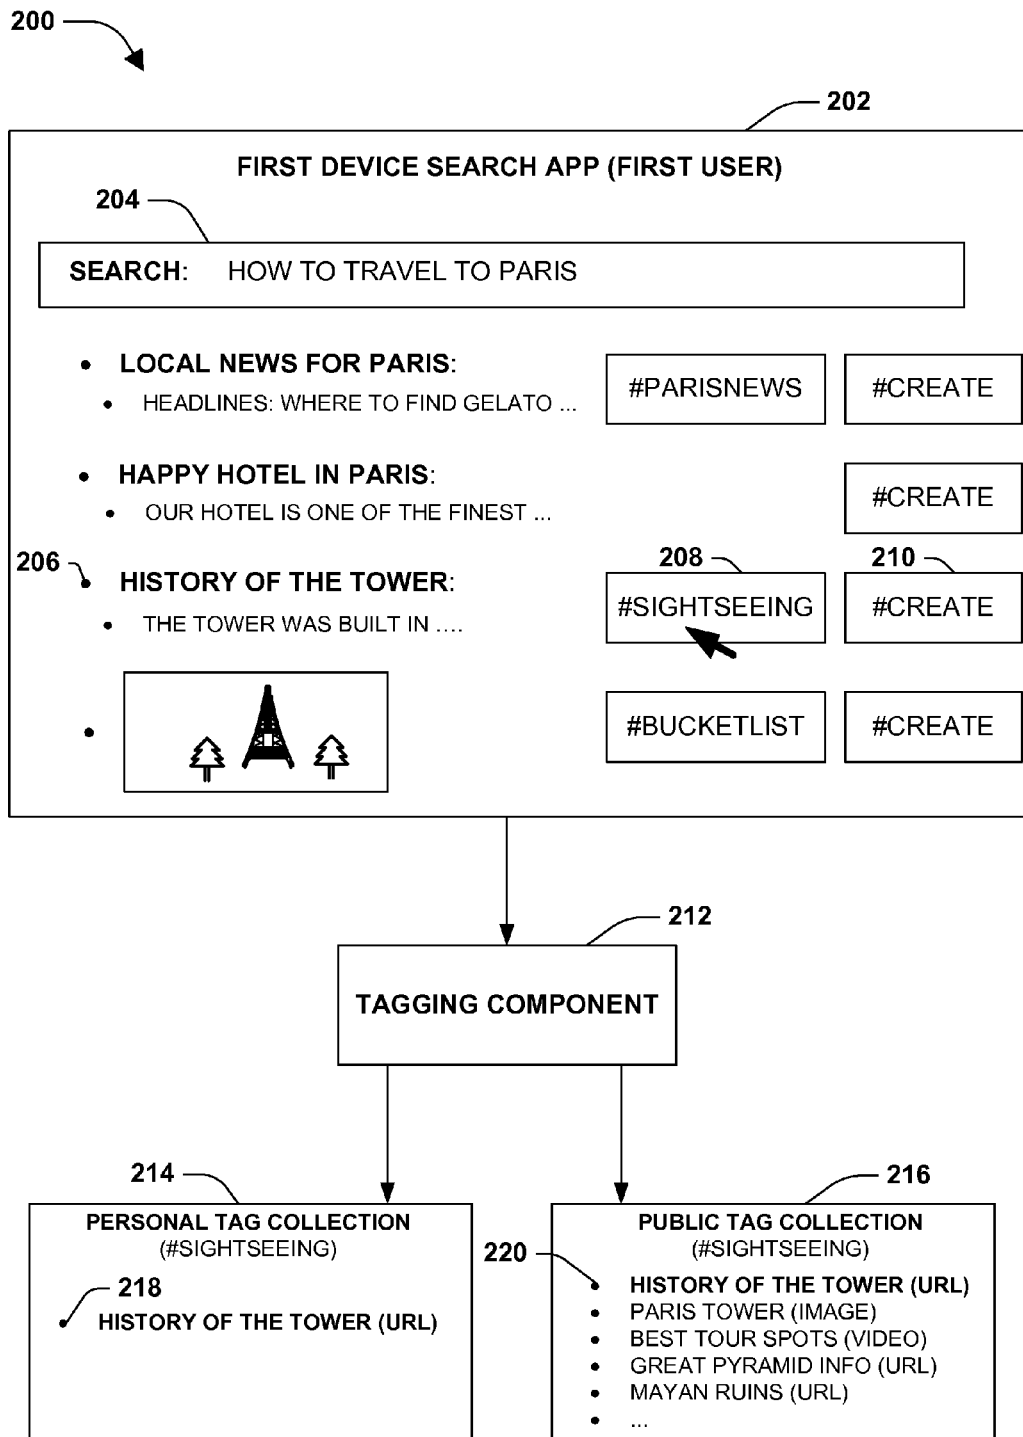 200
202
FIRST DEVICE SEARCH APP (FIRST USER)
204
SEARCH: HOW TO TRAVEL TO PARIS
• LOCAL NEWS FOR PARIS:
#PARISNEWS
#CREATE
• HEADLINES: WHERE TO FIND GELATO ...
• HAPPY HOTEL IN PARIS:
#CREATE
• OUR HOTEL IS ONE OF THE FINEST ...
206
208
210
• HISTORY OF THE TOWER:
#SIGHTSEEING
#CREATE
• THE TOWER WAS BUILT IN ....
#BUCKETLIST
#CREATE
212
TAGGING COMPONENT
214
PERSONAL TAG COLLECTION
(#SIGHTSEEING)
218
• HISTORY OF THE TOWER (URL)
216
PUBLIC TAG COLLECTION
(#SIGHTSEEING)
220
• HISTORY OF THE TOWER (URL)
• PARIS TOWER (IMAGE)
• BEST TOUR SPOTS (VIDEO)
• GREAT PYRAMID INFO (URL)
• MAYAN RUINS (URL)
• ...